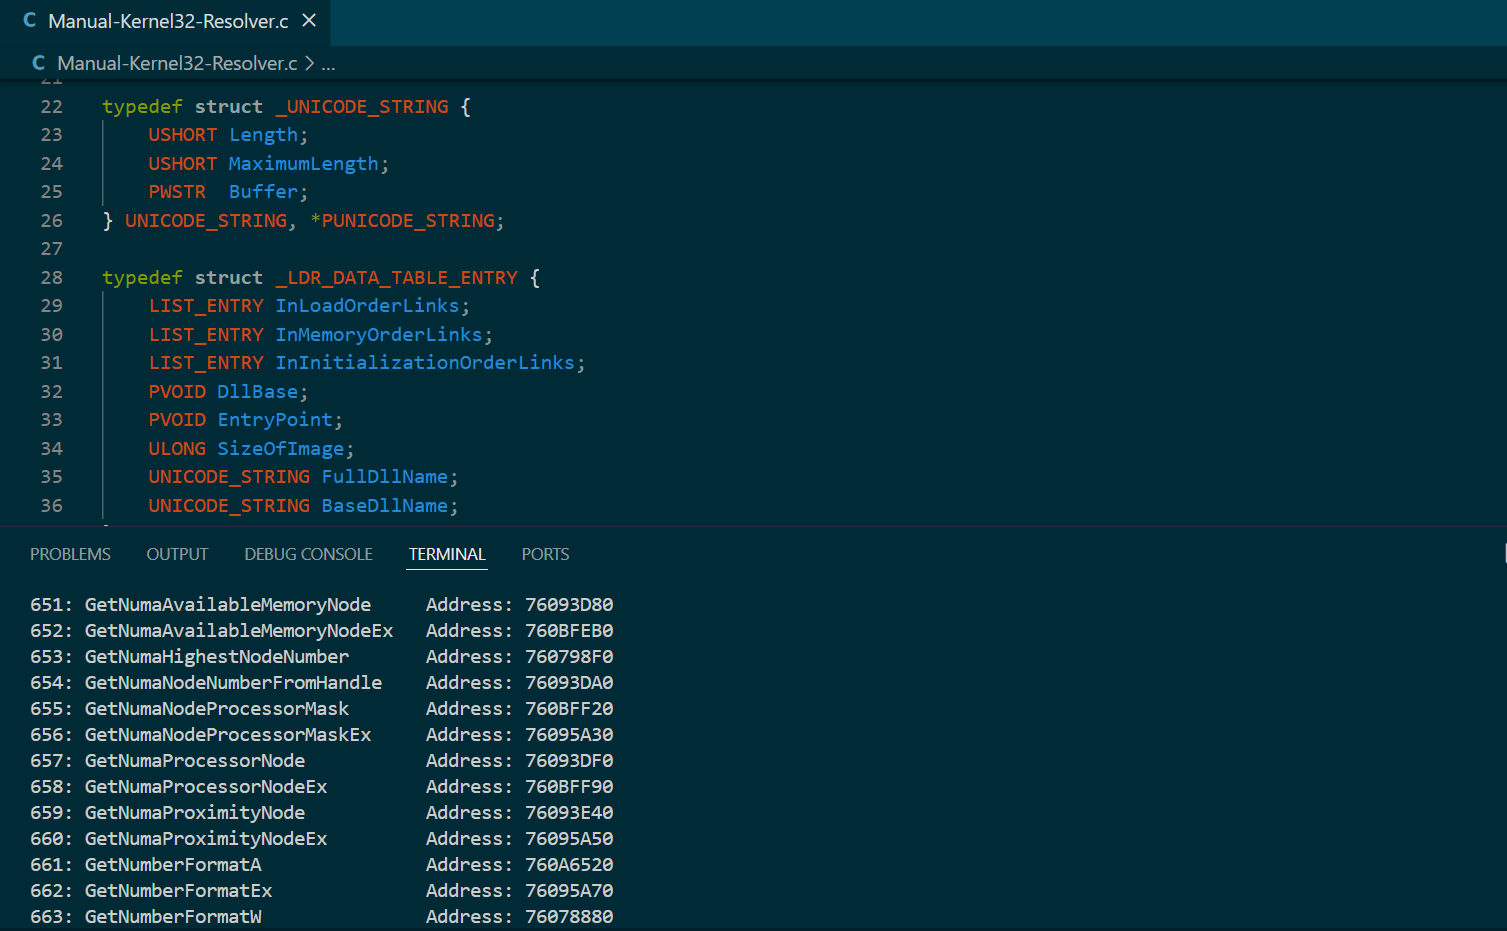 C Manual-Kernel32-Resolver.c ×
C Manual-Kernel32-Resolver.c > ...
21
22 typedef struct _UNICODE_STRING {
23 USHORT Length;
24 USHORT MaximumLength;
25 PWSTR Buffer;
26 } UNICODE_STRING, *PUNICODE_STRING;
27
28 typedef struct _LDR_DATA_TABLE_ENTRY {
29 LIST_ENTRY InLoadOrderLinks;
30 LIST_ENTRY InMemoryOrderLinks;
31 LIST_ENTRY InInitializationOrderLinks;
32 PVOID DllBase;
33 PVOID EntryPoint;
34 ULONG SizeOfImage;
35 UNICODE_STRING FullDllName;
36 UNICODE_STRING BaseDllName;
PROBLEMS OUTPUT DEBUG CONSOLE TERMINAL PORTS
651: GetNumaAvailableMemoryNode Address: 76093D80
652: GetNumaAvailableMemoryNodeEx Address: 760BFEB0
653: GetNumaHighestNodeNumber Address: 760798F0
654: GetNumaNodeNumberFromHandle Address: 76093DA0
655: GetNumaNodeProcessorMask Address: 760BFF20
656: GetNumaNodeProcessorMaskEx Address: 76095A30
657: GetNumaProcessorNode Address: 76093DF0
658: GetNumaProcessorNodeEx Address: 760BFF90
659: GetNumaProximityNode Address: 76093E40
660: GetNumaProximityNodeEx Address: 76095A50
661: GetNumberFormatA Address: 760A6520
662: GetNumberFormatEx Address: 76095A70
663: GetNumberFormatW Address: 76078880